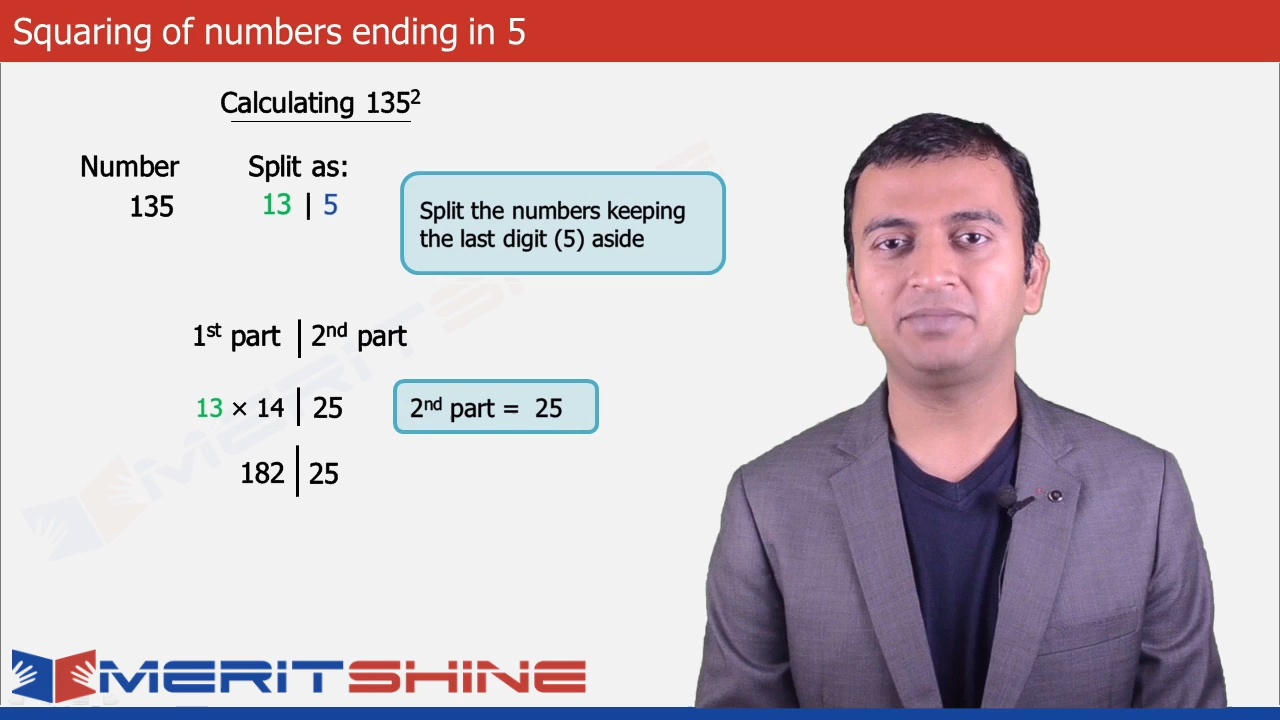 Squaring of numbers ending in 5
Calculating 135²
Number Split as:
135 13 | 5
Split the numbers keeping
the last digit (5) aside
1st part | 2nd part
13 × 14 | 25
2nd part = 25
182 | 25
MERITSHINE
MERITSHINE